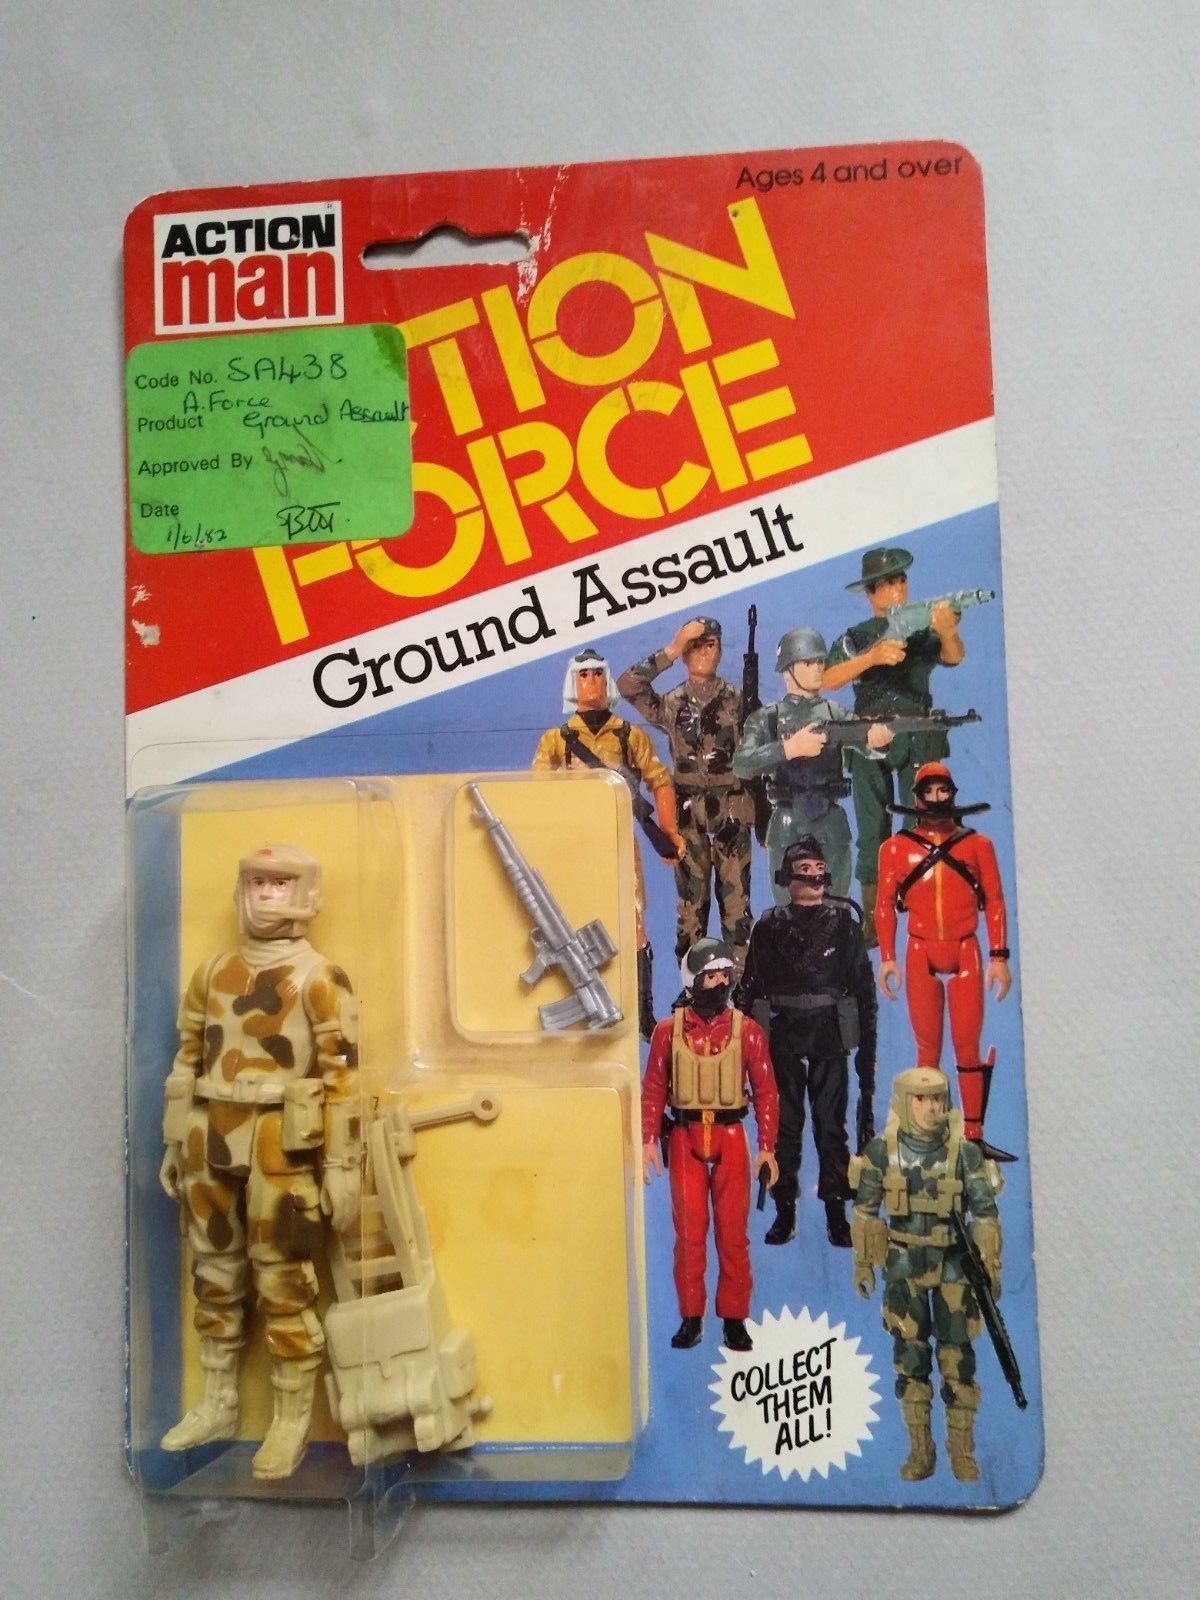 Ages 4 and over
ACTION
man
ACTION
FORCE
Code No. SA438
A. Force
Product Ground Assault
Approved By
Date
1/6/82
Ground Assault
COLLECT
THEM
ALL!